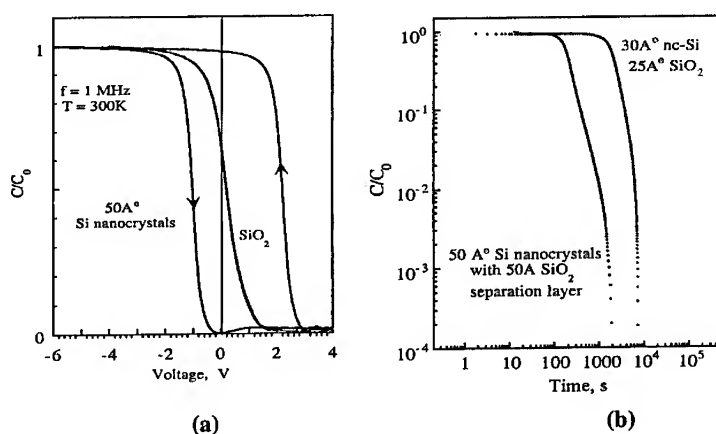 C/C0
1
0
f = 1 MHz
T = 300K
50A° Si nanocrystals
SiO2
-6 -4 -2 0 2 4
Voltage, V
(a)
C/C0
10^0
10^-1
10^-2
10^-3
10^-4
30A° nc-Si
25A° SiO2
50 A° Si nanocrystals
with 50A SiO2
separation layer
1 10 100 1000 10^4 10^5
Time, s
(b)